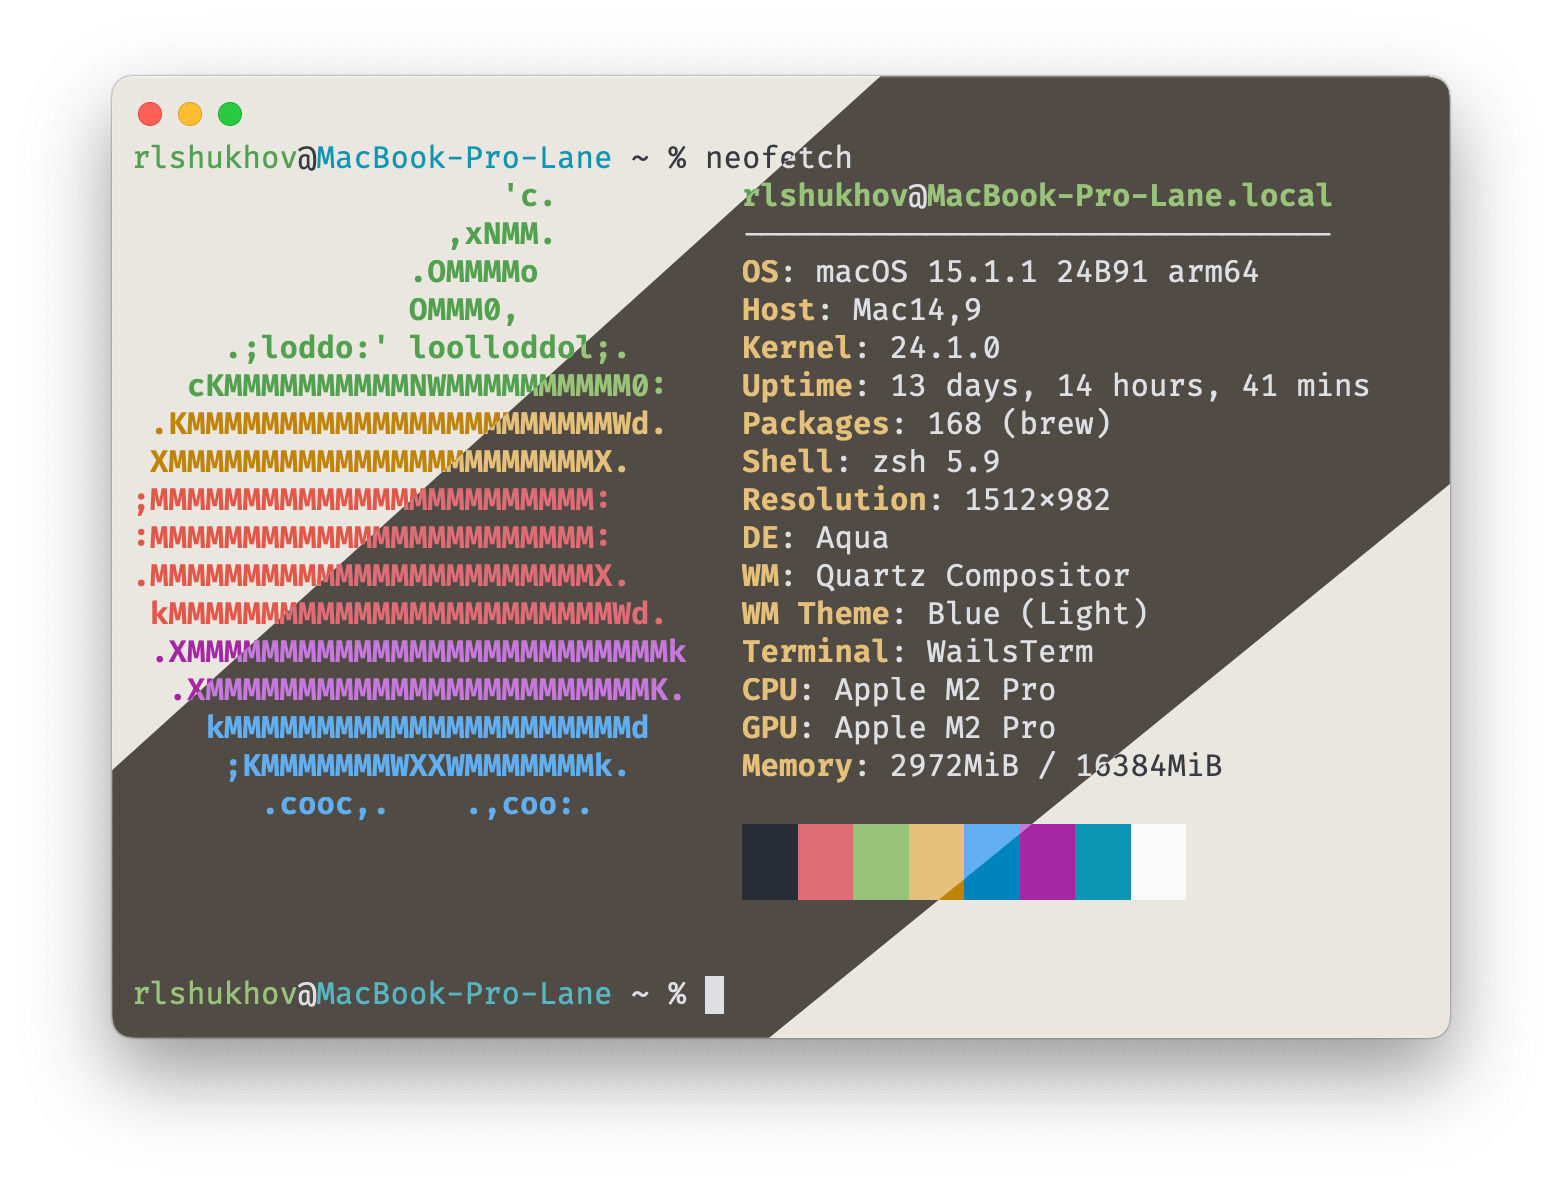 rlshukhov@MacBook-Pro-Lane ~ % neofetch
                    'c.          rlshukhov@MacBook-Pro-Lane.local
                 ,xNMM.          --------------------------------
               .OMMMMo           OS: macOS 15.1.1 24B91 arm64
               OMMM0,            Host: Mac14,9
     .;loddo:' loolloddol;.      Kernel: 24.1.0
   cKMMMMMMMMMMNWMMMMMMMMMM0:    Uptime: 13 days, 14 hours, 41 mins
 .KMMMMMMMMMMMMMMMMMMMMMMMWd.    Packages: 168 (brew)
 XMMMMMMMMMMMMMMMMMMMMMMMX.      Shell: zsh 5.9
;MMMMMMMMMMMMMMMMMMMMMMMM:       Resolution: 1512×982
:MMMMMMMMMMMMMMMMMMMMMMMM:       DE: Aqua
.MMMMMMMMMMMMMMMMMMMMMMMMX.      WM: Quartz Compositor
 kMMMMMMMMMMMMMMMMMMMMMMMMWd.    WM Theme: Blue (Light)
 .XMMMMMMMMMMMMMMMMMMMMMMMMMMk   Terminal: WailsTerm
  .XMMMMMMMMMMMMMMMMMMMMMMMMK.   CPU: Apple M2 Pro
    kMMMMMMMMMMMMMMMMMMMMMMd     GPU: Apple M2 Pro
     ;KMMMMMMMWXXWMMMMMMMk.      Memory: 2972MiB / 16384MiB
       .cooc,.    .,coo:.
rlshukhov@MacBook-Pro-Lane ~ %